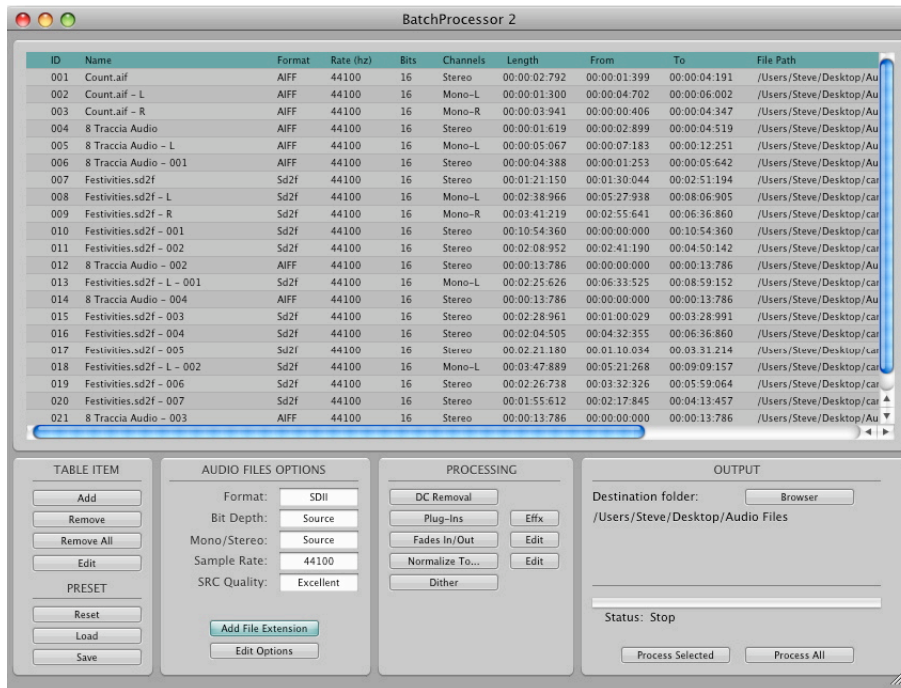 BatchProcessor 2
ID Name Format Rate (hz) Bits Channels Length From To File Path
001 Count.aif AIFF 44100 16 Stereo 00:00:02:792 00:00:01:399 00:00:04:191 /Users/Steve/Desktop/Au
002 Count.aif - L AIFF 44100 16 Mono-L 00:00:01:300 00:00:04:702 00:00:06:002 /Users/Steve/Desktop/Au
003 Count.aif - R AIFF 44100 16 Mono-R 00:00:03:941 00:00:00:406 00:00:04:347 /Users/Steve/Desktop/Au
004 8 Traccia Audio AIFF 44100 16 Stereo 00:00:01:619 00:00:02:899 00:00:04:519 /Users/Steve/Desktop/Au
005 8 Traccia Audio - L AIFF 44100 16 Mono-L 00:00:05:067 00:00:07:183 00:00:12:251 /Users/Steve/Desktop/Au
006 8 Traccia Audio - 001 AIFF 44100 16 Stereo 00:00:04:388 00:00:01:253 00:00:05:642 /Users/Steve/Desktop/Au
007 Festivities.sd2f Sd2f 44100 16 Stereo 00:01:21:150 00:01:30:044 00:02:51:194 /Users/Steve/Desktop/car
008 Festivities.sd2f - L Sd2f 44100 16 Mono-L 00:02:38:966 00:05:27:938 00:08:06:905 /Users/Steve/Desktop/car
009 Festivities.sd2f - R Sd2f 44100 16 Mono-R 00:03:41:219 00:02:55:641 00:06:36:860 /Users/Steve/Desktop/car
010 Festivities.sd2f - 001 Sd2f 44100 16 Stereo 00:10:54:360 00:00:00:000 00:10:54:360 /Users/Steve/Desktop/car
011 Festivities.sd2f - 002 Sd2f 44100 16 Stereo 00:02:08:952 00:02:41:190 00:04:50:142 /Users/Steve/Desktop/car
012 8 Traccia Audio - 002 AIFF 44100 16 Stereo 00:00:13:786 00:00:00:000 00:00:13:786 /Users/Steve/Desktop/Au
013 Festivities.sd2f - L - 001 Sd2f 44100 16 Mono-L 00:02:25:626 00:06:33:525 00:08:59:152 /Users/Steve/Desktop/car
014 8 Traccia Audio - 004 AIFF 44100 16 Stereo 00:00:13:786 00:00:00:000 00:00:13:786 /Users/Steve/Desktop/Au
015 Festivities.sd2f - 003 Sd2f 44100 16 Stereo 00:02:28:961 00:01:00:029 00:03:28:991 /Users/Steve/Desktop/car
016 Festivities.sd2f - 004 Sd2f 44100 16 Stereo 00:02:04:505 00:04:32:355 00:06:36:860 /Users/Steve/Desktop/car
017 Festivities.sd2f - 005 Sd2f 44100 16 Stereo 00:02:21:180 00:01:10:034 00:03:31:214 /Users/Steve/Desktop/car
018 Festivities.sd2f - L - 002 Sd2f 44100 16 Mono-L 00:03:47:889 00:05:21:268 00:09:09:157 /Users/Steve/Desktop/car
019 Festivities.sd2f - 006 Sd2f 44100 16 Stereo 00:02:26:738 00:03:32:326 00:05:59:064 /Users/Steve/Desktop/car
020 Festivities.sd2f - 007 Sd2f 44100 16 Stereo 00:01:55:612 00:02:17:845 00:04:13:457 /Users/Steve/Desktop/car
021 8 Traccia Audio - 003 AIFF 44100 16 Stereo 00:00:13:786 00:00:00:000 00:00:13:786 /Users/Steve/Desktop/Au
TABLE ITEM
Add
Remove
Remove All
Edit
PRESET
Reset
Load
Save
AUDIO FILES OPTIONS
Format: SDII
Bit Depth: Source
Mono/Stereo: Source
Sample Rate: 44100
SRC Quality: Excellent
Add File Extension
Edit Options
PROCESSING
DC Removal
Plug-Ins Effx
Fades In/Out Edit
Normalize To... Edit
Dither
OUTPUT
Destination folder: Browser
/Users/Steve/Desktop/Audio Files
Status: Stop
Process Selected Process All